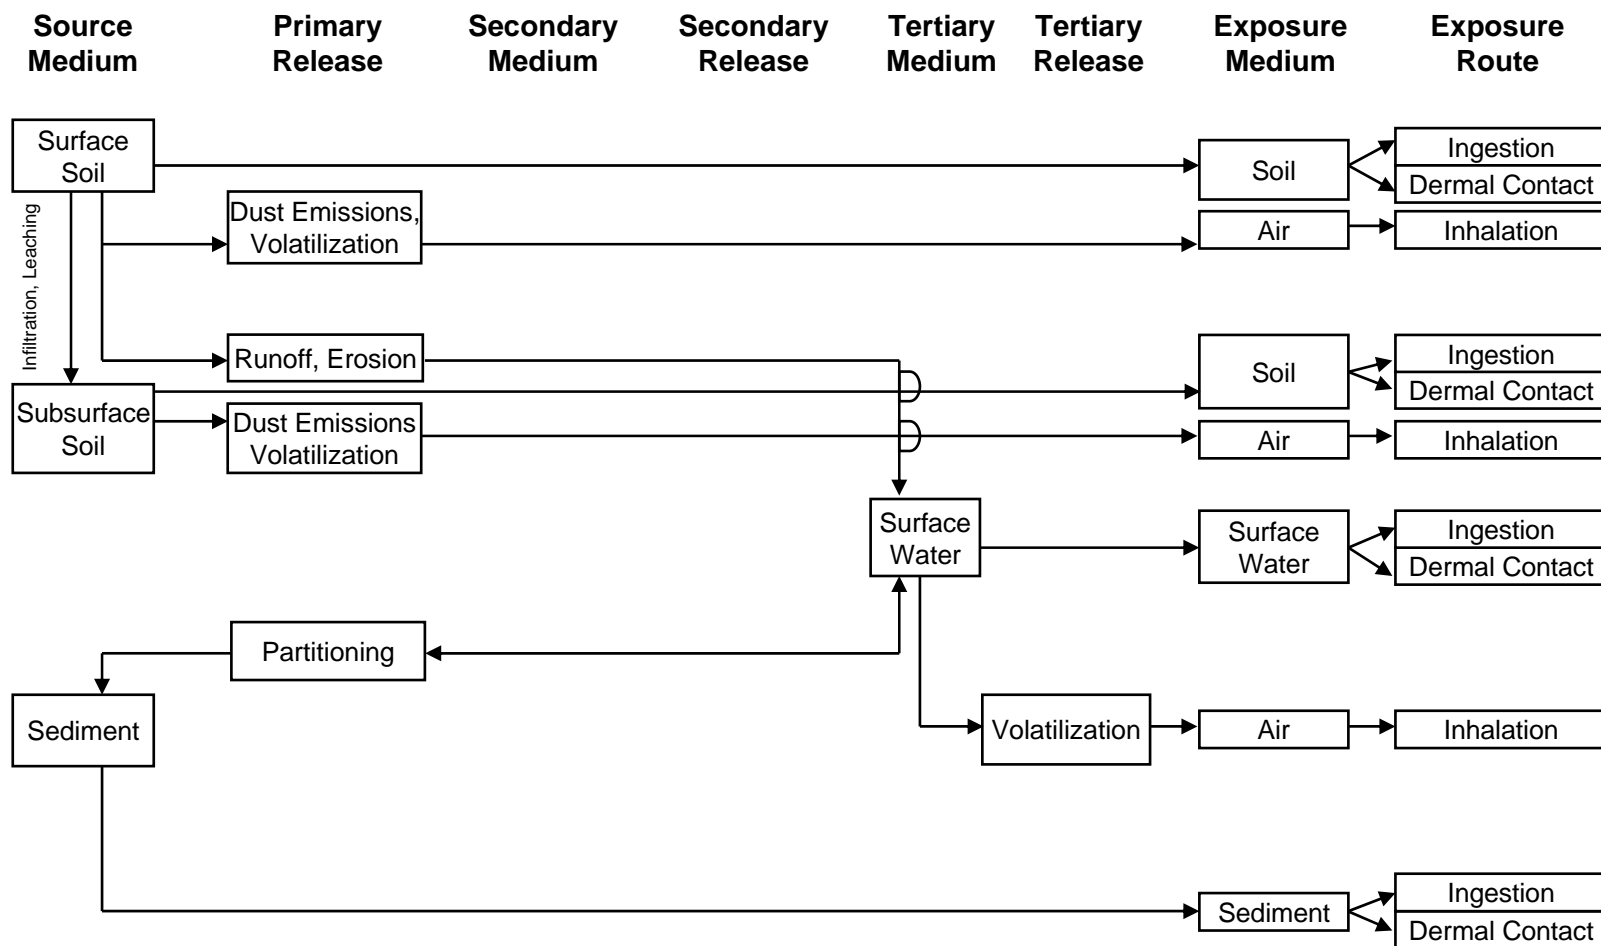 Source
Medium
Primary
Release
Secondary
Medium
Secondary
Release
Tertiary
Medium
Tertiary
Release
Exposure
Medium
Exposure
Route
Surface
Soil
Soil
Ingestion
Dermal Contact
Infiltration, Leaching
Dust Emissions,
Volatilization
Air
Inhalation
Runoff, Erosion
Soil
Ingestion
Dermal Contact
Subsurface
Soil
Dust Emissions
Volatilization
Air
Inhalation
Surface
Water
Surface
Water
Ingestion
Dermal Contact
Partitioning
Sediment
Volatilization
Air
Inhalation
Sediment
Ingestion
Dermal Contact